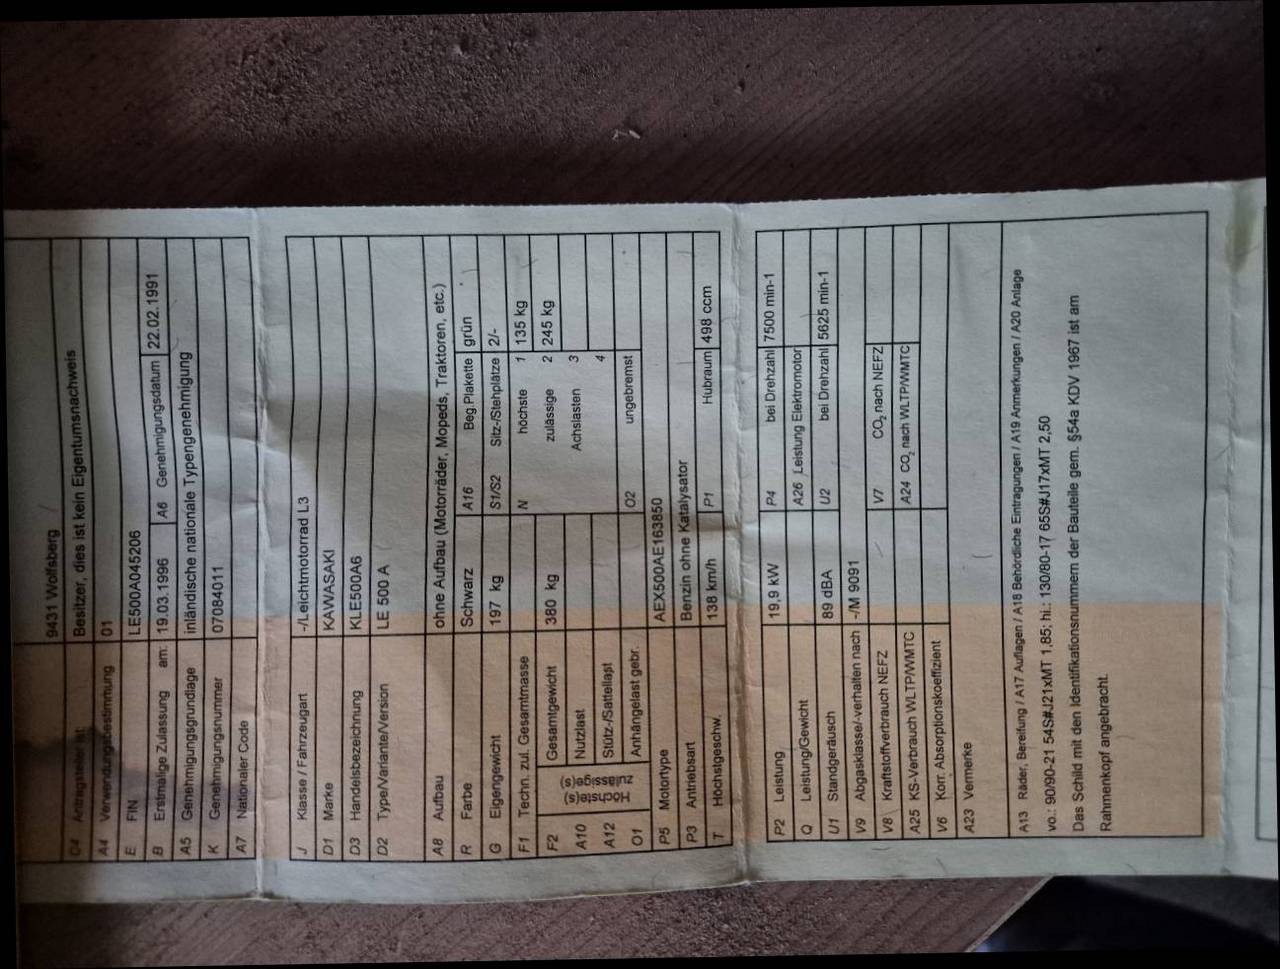 9431 Wolfsberg
C4 Antragsteller ist Besitzer, dies ist kein Eigentumsnachweis
A4 Verwendungsbestimmung 01
E FIN LE500A045206
B Erstmalige Zulassung am: 19.03.1996 A6 Genehmigungsdatum 22.02.1991
A5 Genehmigungsgrundlage inländische nationale Typengenehmigung
K Genehmigungsnummer 07084011
A7 Nationaler Code
J Klasse / Fahrzeugart -/Leichtmotorrad L3
D1 Marke KAWASAKI
D3 Handelsbezeichnung KLE500A6
D2 Type/Variante/Version LE 500 A
A8 Aufbau ohne Aufbau (Motorräder, Mopeds, Traktoren, etc.)
R Farbe Schwarz A16 Beg.Plakette grün
G Eigengewicht 197 kg S1/S2 Sitz-/Stehplätze 2/-
F1 Techn. zul. Gesamtmasse N höchste 1 135 kg
Höchste(s) zulässige(s)
F2 Gesamtgewicht 380 kg zulässige 2 245 kg
A10 Nutzlast Achslasten 3
A12 Stütz-/Sattellast 4
O1 Anhängelast gebr. O2 ungebremst
P5 Motortype AEX500AE163850
P3 Antriebsart Benzin ohne Katalysator
T Höchstgeschw. 138 km/h P1 Hubraum 498 ccm
P2 Leistung 19,9 kW P4 bei Drehzahl 7500 min-1
Q Leistung/Gewicht A26 Leistung Elektromotor
U1 Standgeräusch 89 dBA U2 bei Drehzahl 5625 min-1
V9 Abgasklasse/-verhalten nach -/M 9091
V8 Kraftstoffverbrauch NEFZ V7 CO2 nach NEFZ
A25 KS-Verbrauch WLTP/WMTC A24 CO2 nach WLTP/WMTC
V6 Korr. Absorptionskoeffizient
A23 Vermerke
A13 Räder, Bereifung / A17 Auflagen / A18 Behördliche Eintragungen / A19 Anmerkungen / A20 Anlage
vo.: 90/90-21 54S#J21xMT 1,85; hi.: 130/80-17 65S#J17xMT 2,50
Das Schild mit den Identifikationsnummern der Bauteile gem. §54a KDV 1967 ist am
Rahmenkopf angebracht.